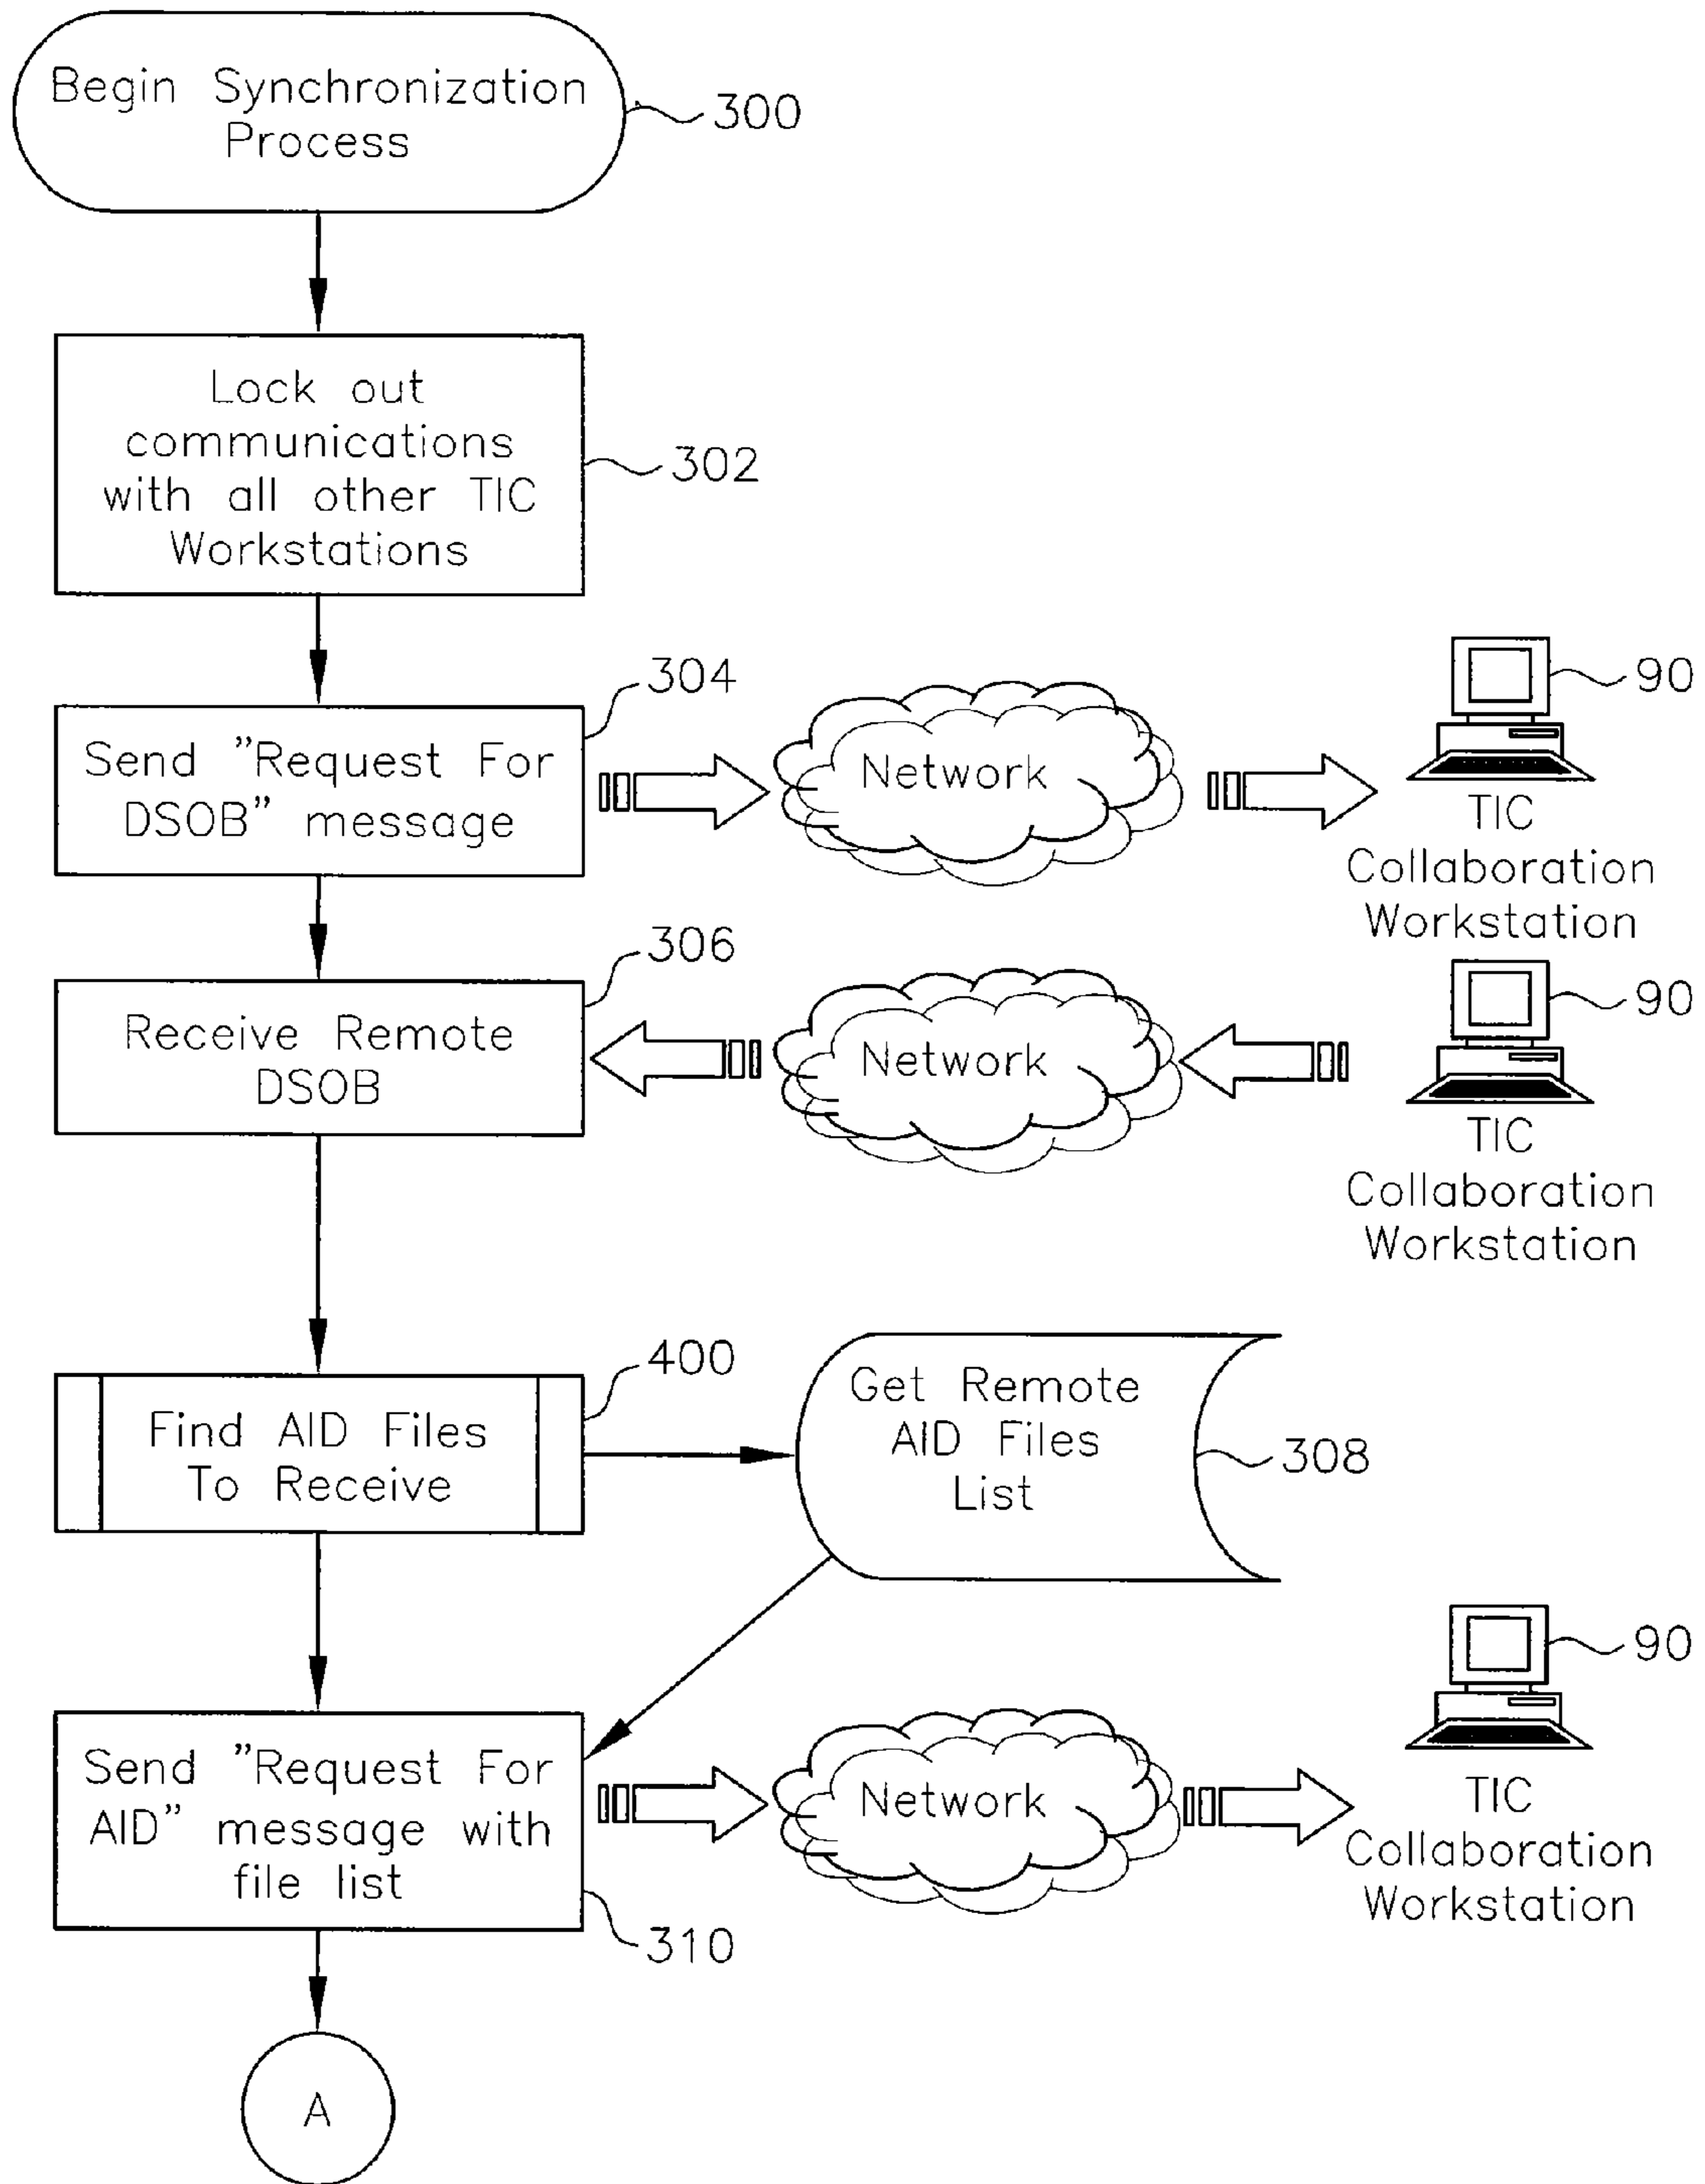 Begin Synchronization
Process
300
Lock out
communications
with all other TIC
Workstations
302
304
Send "Request For
DSOB" message
Network
90
TIC
Collaboration
Workstation
306
Receive Remote
DSOB
Network
90
TIC
Collaboration
Workstation
400
Find AID Files
To Receive
Get Remote
AID Files
List
308
Send "Request For
AID" message with
file list
310
Network
90
TIC
Collaboration
Workstation
A